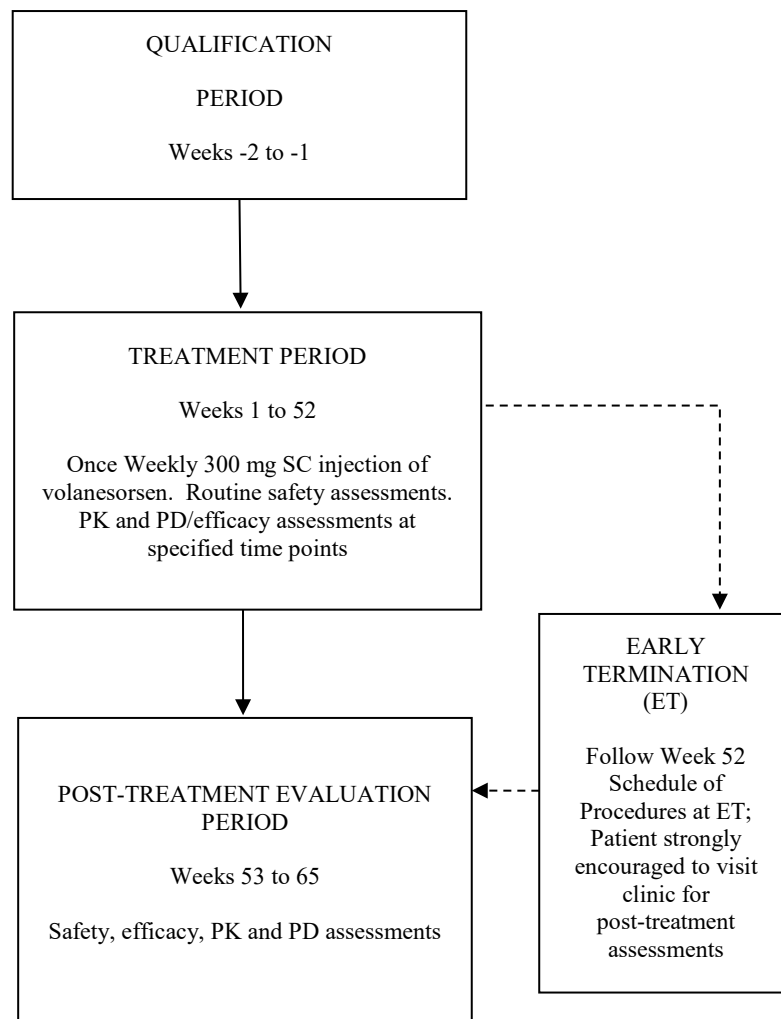 QUALIFICATION
PERIOD
Weeks -2 to -1
TREATMENT PERIOD
Weeks 1 to 52
Once Weekly 300 mg SC injection of
volanesorsen.  Routine safety assessments.
PK and PD/efficacy assessments at
specified time points
EARLY
TERMINATION
(ET)
Follow Week 52
Schedule of
Procedures at ET;
Patient strongly
encouraged to visit
clinic for
post-treatment
assessments
POST-TREATMENT EVALUATION
PERIOD
Weeks 53 to 65
Safety, efficacy, PK and PD assessments